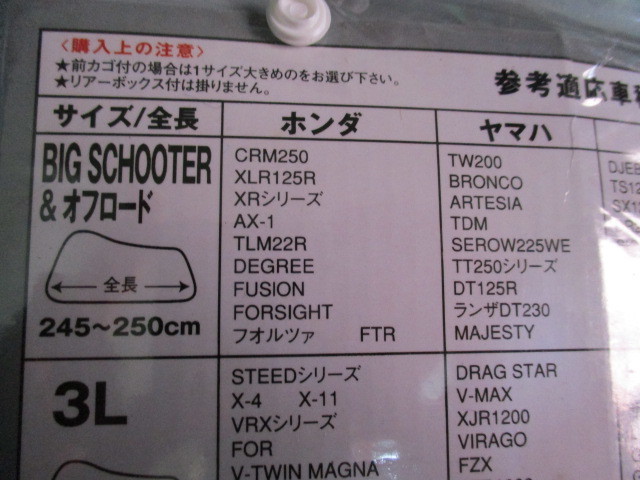 <購入上の注意>
★前カゴ付の場合は1サイズ大きめのをお選び下さい。
★リアーボックス付は掛りません。
参考適応車
サイズ/全長
ホンダ
ヤマハ
BIG SCHOOTER
& オフロード
全長
245～250cm
CRM250
XLR125R
XRシリーズ
AX-1
TLM22R
DEGREE
FUSION
FORSIGHT
フオルツァ FTR
TW200
BRONCO
ARTESIA
TDM
SEROW225WE
TT250シリーズ
DT125R
ランザDT230
MAJESTY
3L
STEEDシリーズ
X-4 X-11
VRXシリーズ
FOR
V-TWIN MAGNA
DRAG STAR
V-MAX
XJR1200
VIRAGO
FZX